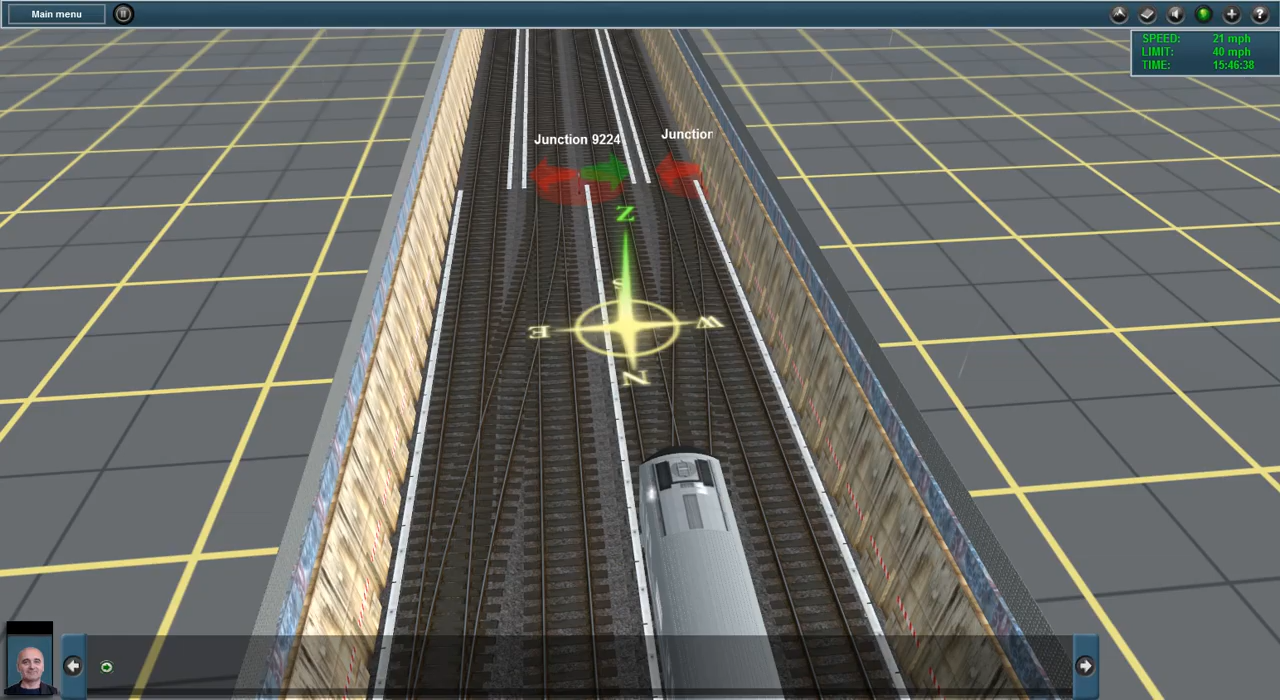 Main menu
SPEED: 21 mph
LIMIT: 40 mph
TIME: 15:46:38
Junction 9224
Junction
Z
S
E
W
N